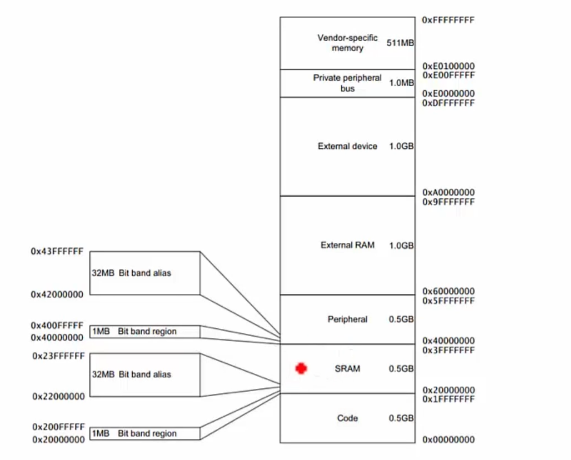 0xFFFFFFFF
Vendor-specific
memory 511MB
0xE0100000
0xE00FFFFF
Private peripheral
bus 1.0MB
0xE0000000
0xDFFFFFFF
External device 1.0GB
0xA0000000
0x9FFFFFFF
External RAM 1.0GB
0x60000000
0x5FFFFFFF
Peripheral 0.5GB
0x40000000
0x3FFFFFFF
SRAM 0.5GB
0x20000000
0x1FFFFFFF
Code 0.5GB
0x00000000
0x43FFFFFF
32MB Bit band alias
0x42000000
0x400FFFFF
1MB Bit band region
0x40000000
0x23FFFFFF
32MB Bit band alias
0x22000000
0x200FFFFF
1MB Bit band region
0x20000000